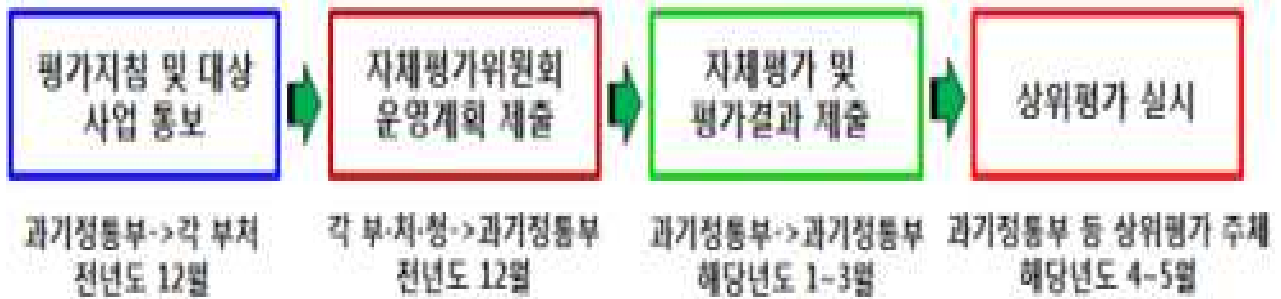 평가지침 및 대상
사업 통보
자체평가위원회
운영계획 제출
자체평가 및
평가결과 제출
상위평가 실시
과기정통부->각 부처
전년도 12월
각 부·처·청->과기정통부
전년도 12월
과기정통부->과기정통부
해당년도 1~3월
과기정통부 등 상위평가 주체
해당년도 4~5월